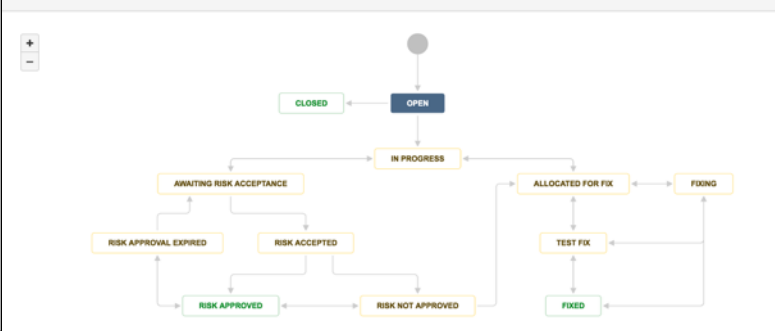 +
−
CLOSED
OPEN
IN PROGRESS
AWAITING RISK ACCEPTANCE
ALLOCATED FOR FIX
FIXING
RISK APPROVAL EXPIRED
RISK ACCEPTED
TEST FIX
RISK APPROVED
RISK NOT APPROVED
FIXED